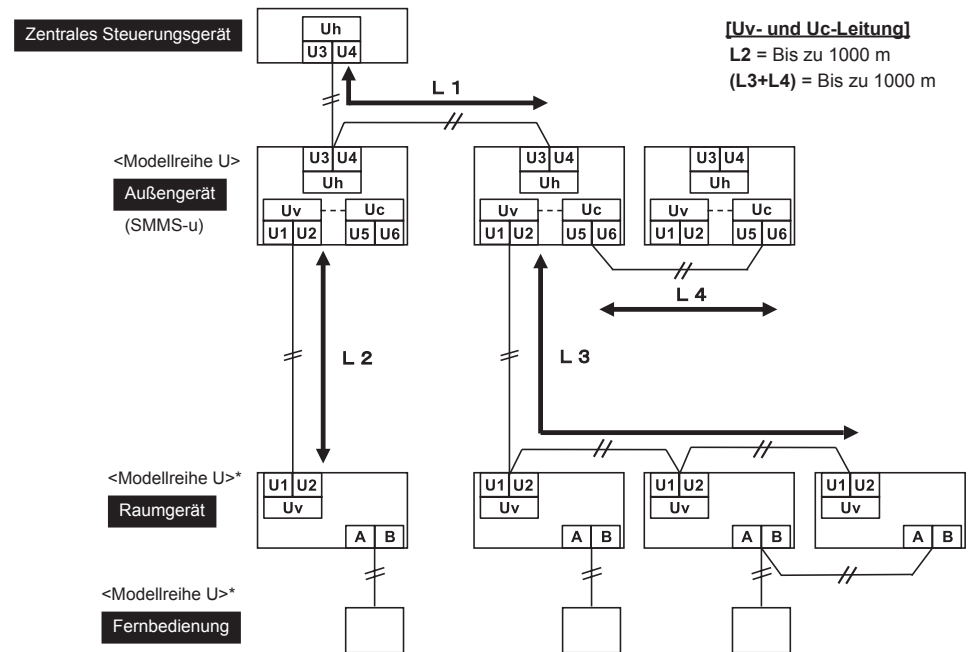 Zentrales Steuerungsgerät
Uh
U3 U4
[Uv- und Uc-Leitung]
L2 = Bis zu 1000 m
(L3+L4) = Bis zu 1000 m
L 1
<Modellreihe U>
Außengerät
(SMMS-u)
U3 U4
Uh
Uv Uc
U1 U2 U5 U6
U3 U4
Uh
Uv Uc
U1 U2 U5 U6
U3 U4
Uh
Uv Uc
U1 U2 U5 U6
L 4
L 2
L 3
<Modellreihe U>*
Raumgerät
U1 U2
Uv
A B
U1 U2
Uv
A B
U1 U2
Uv
A B
U1 U2
Uv
A B
<Modellreihe U>*
Fernbedienung